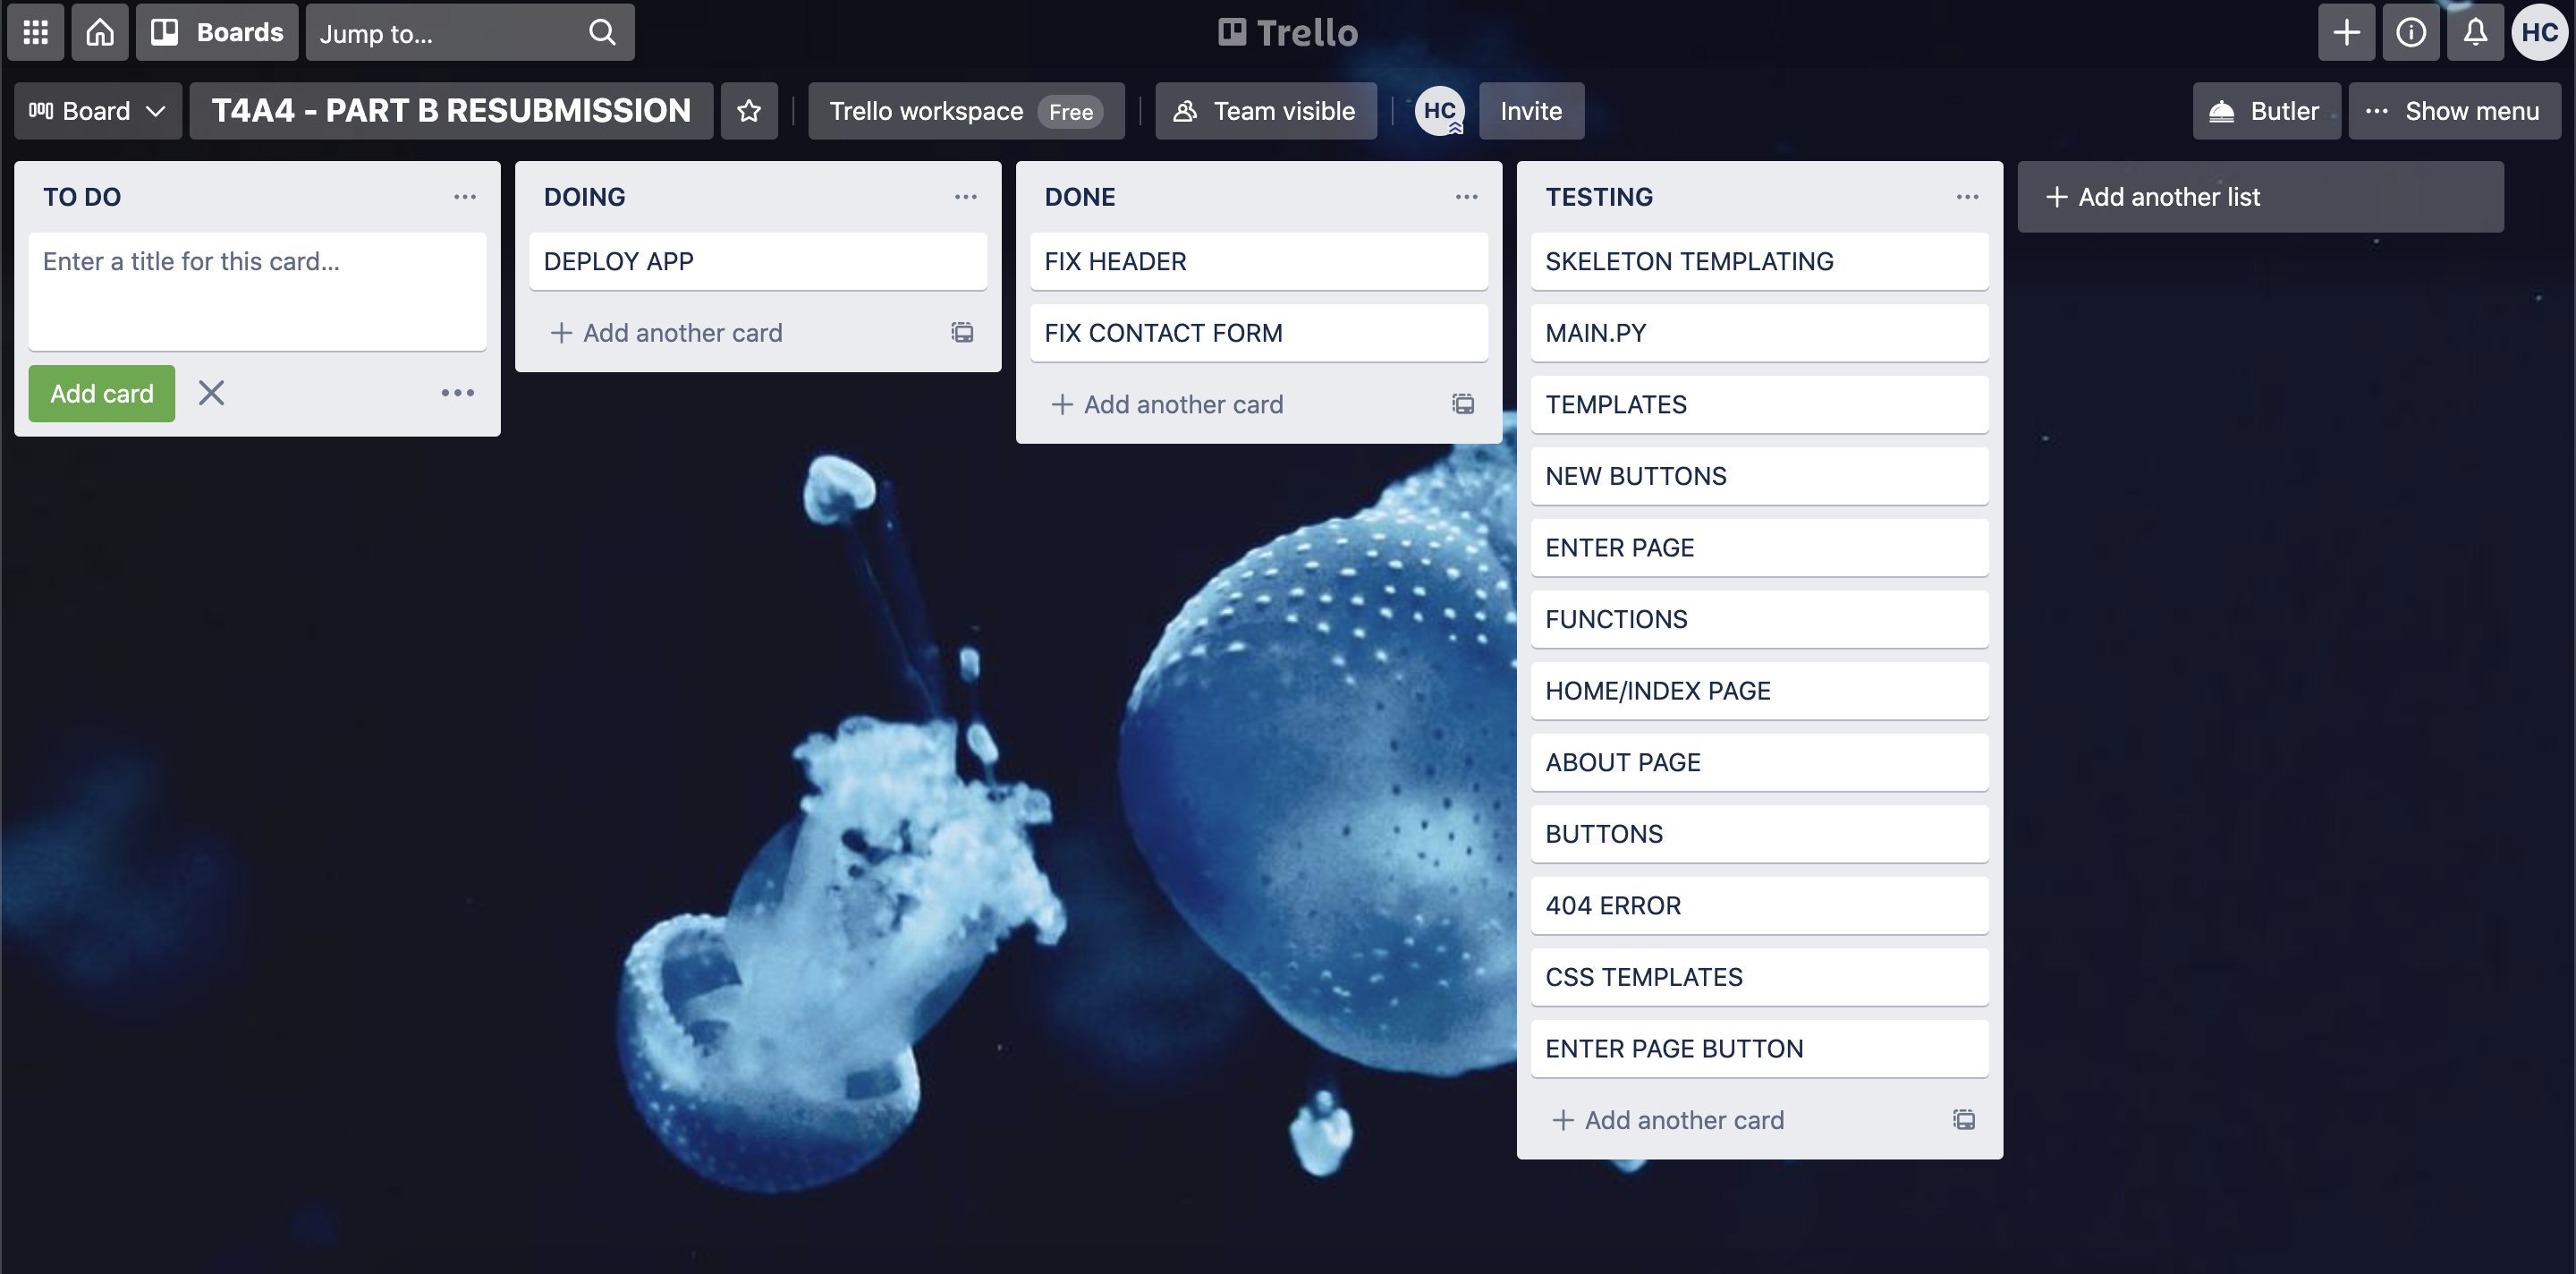 Boards
Jump to...
Trello
HC
Board
T4A4 - PART B RESUBMISSION
Trello workspace Free
Team visible
HC
Invite
Butler
... Show menu
TO DO
Enter a title for this card...
Add card
DOING
DEPLOY APP
+ Add another card
DONE
FIX HEADER
FIX CONTACT FORM
+ Add another card
TESTING
SKELETON TEMPLATING
MAIN.PY
TEMPLATES
NEW BUTTONS
ENTER PAGE
FUNCTIONS
HOME/INDEX PAGE
ABOUT PAGE
BUTTONS
404 ERROR
CSS TEMPLATES
ENTER PAGE BUTTON
+ Add another card
+ Add another list